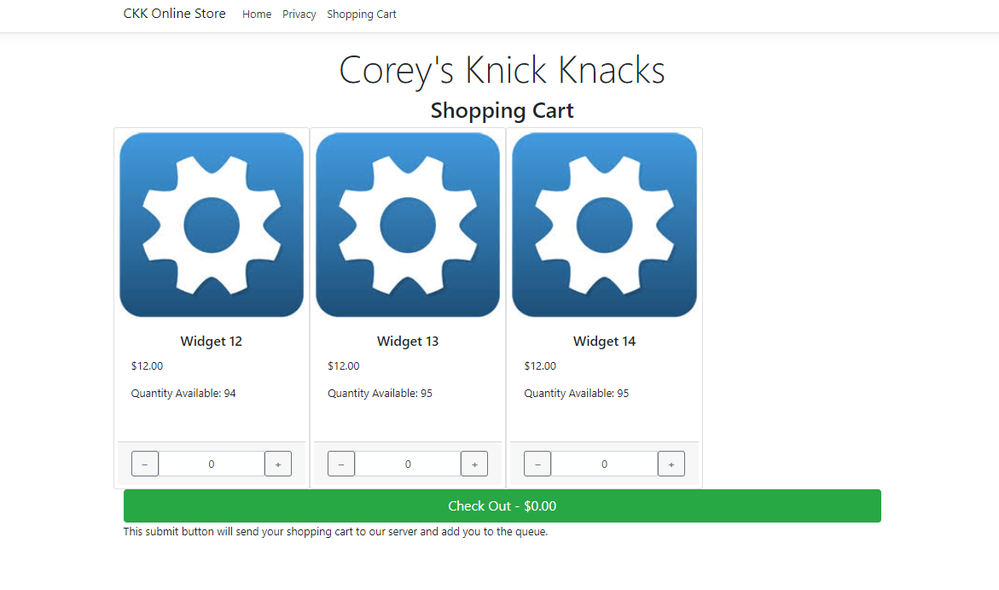 CKK Online Store Home Privacy Shopping Cart
Corey's Knick Knacks
Shopping Cart
Widget 12 Widget 13 Widget 14
$12.00 $12.00 $12.00
Quantity Available: 94 Quantity Available: 95 Quantity Available: 95
− 0 + − 0 + − 0 +
Check Out - $0.00
This submit button will send your shopping cart to our server and add you to the queue.